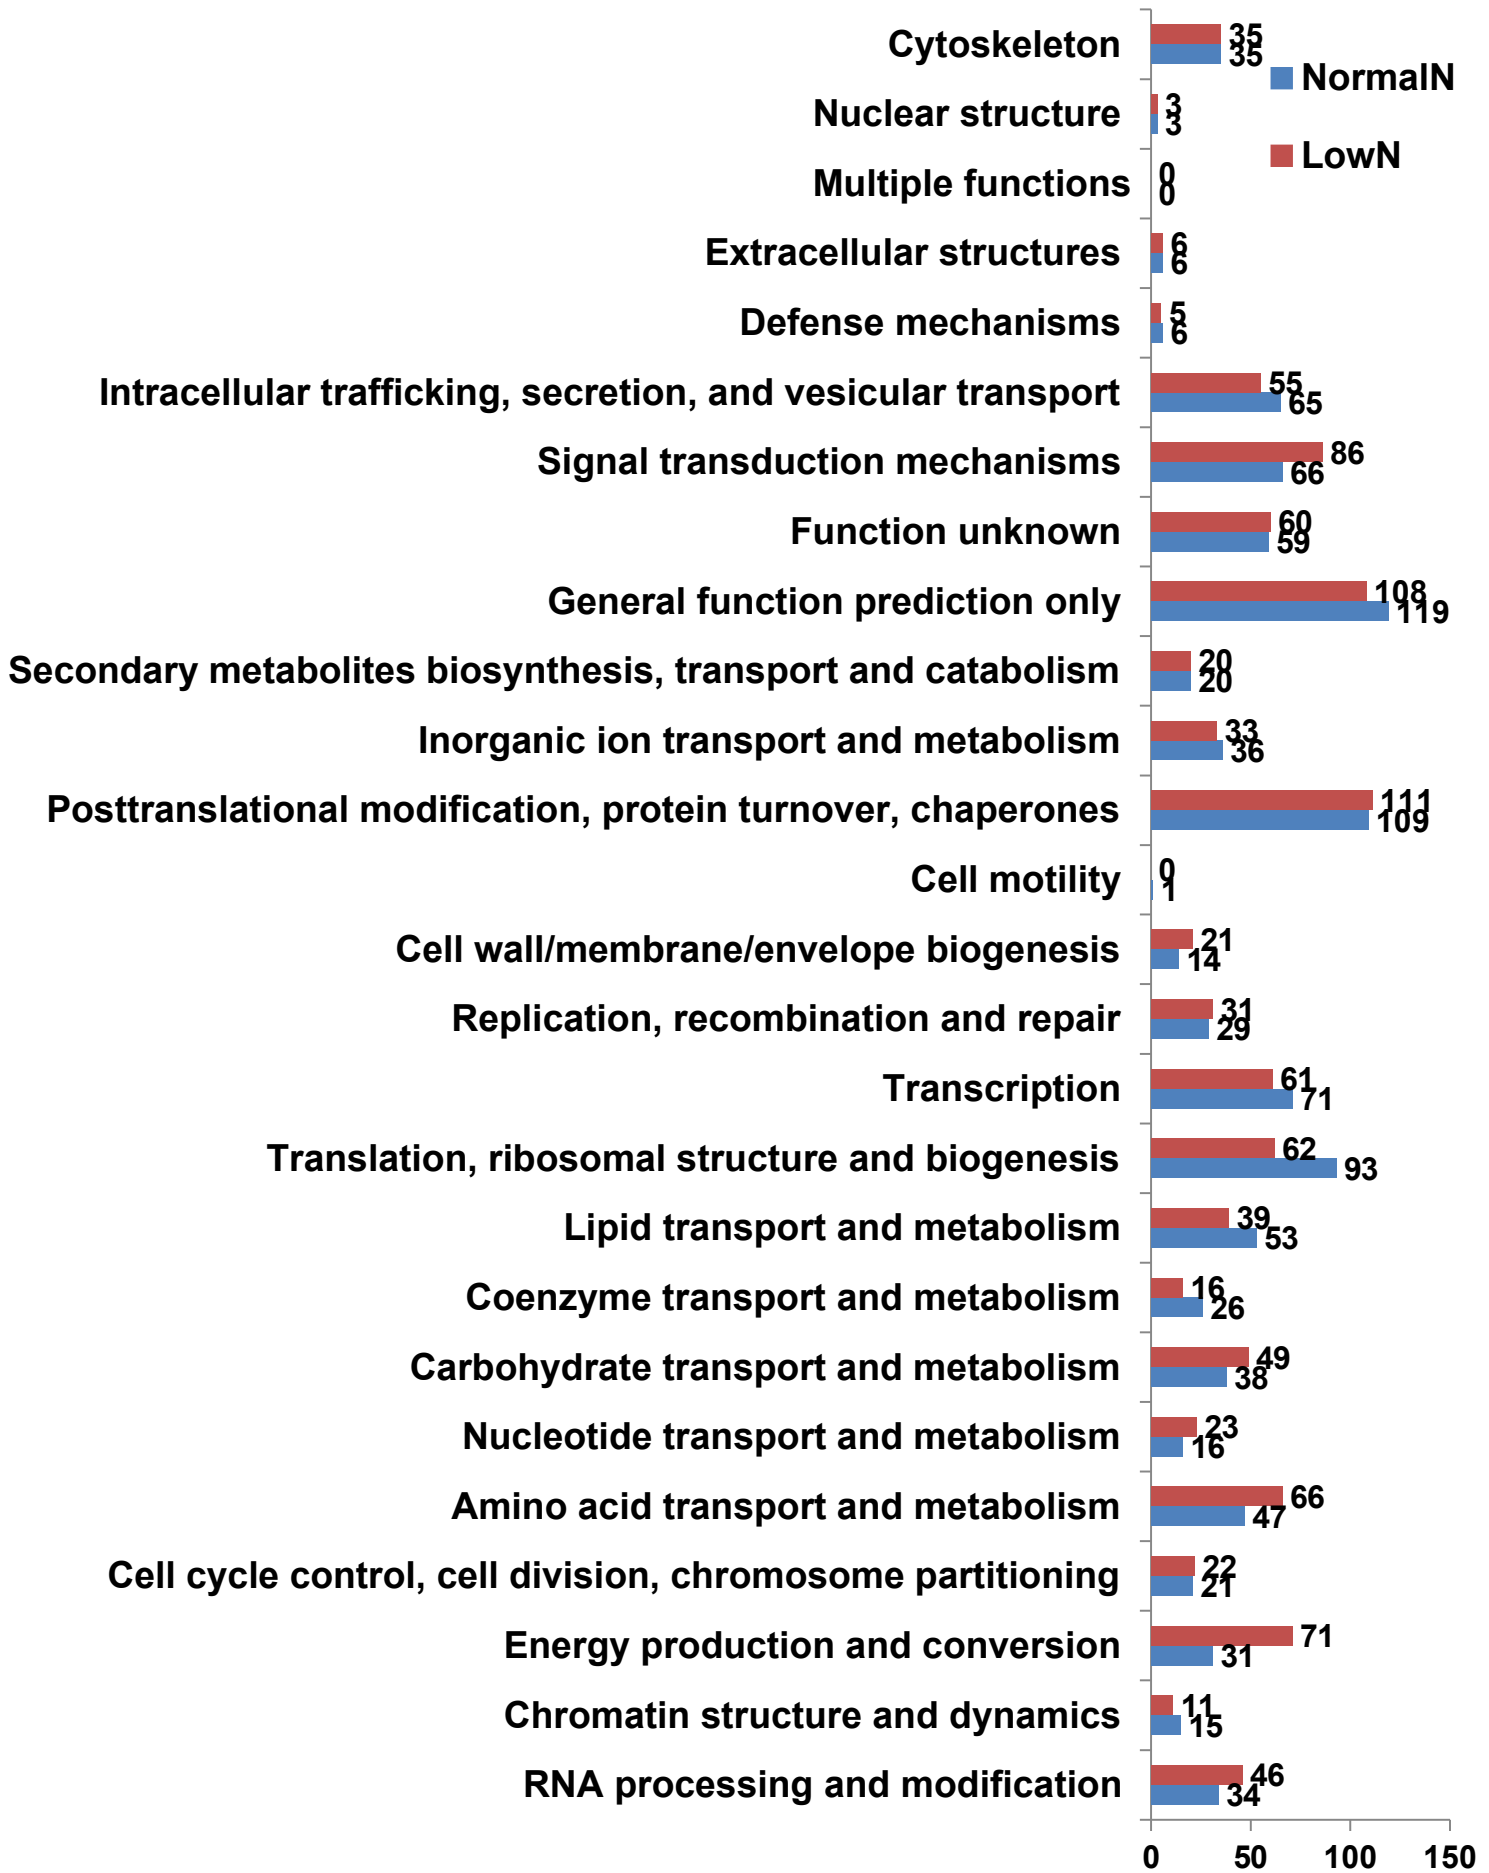 Cytoskeleton 35
35
NormalN
Nuclear structure 3
3
LowN
Multiple functions 0
0
Extracellular structures 6
6
Defense mechanisms 5
6
Intracellular trafficking, secretion, and vesicular transport 55
65
Signal transduction mechanisms 86
66
Function unknown 60
59
General function prediction only 108
119
Secondary metabolites biosynthesis, transport and catabolism 20
20
Inorganic ion transport and metabolism 33
36
Posttranslational modification, protein turnover, chaperones 111
109
Cell motility 0
1
Cell wall/membrane/envelope biogenesis 21
14
Replication, recombination and repair 31
29
Transcription 61
71
Translation, ribosomal structure and biogenesis 62
93
Lipid transport and metabolism 39
53
Coenzyme transport and metabolism 16
26
Carbohydrate transport and metabolism 49
38
Nucleotide transport and metabolism 23
16
Amino acid transport and metabolism 66
47
Cell cycle control, cell division, chromosome partitioning 22
21
Energy production and conversion 71
31
Chromatin structure and dynamics 11
15
RNA processing and modification 46
34
0 50 100 150